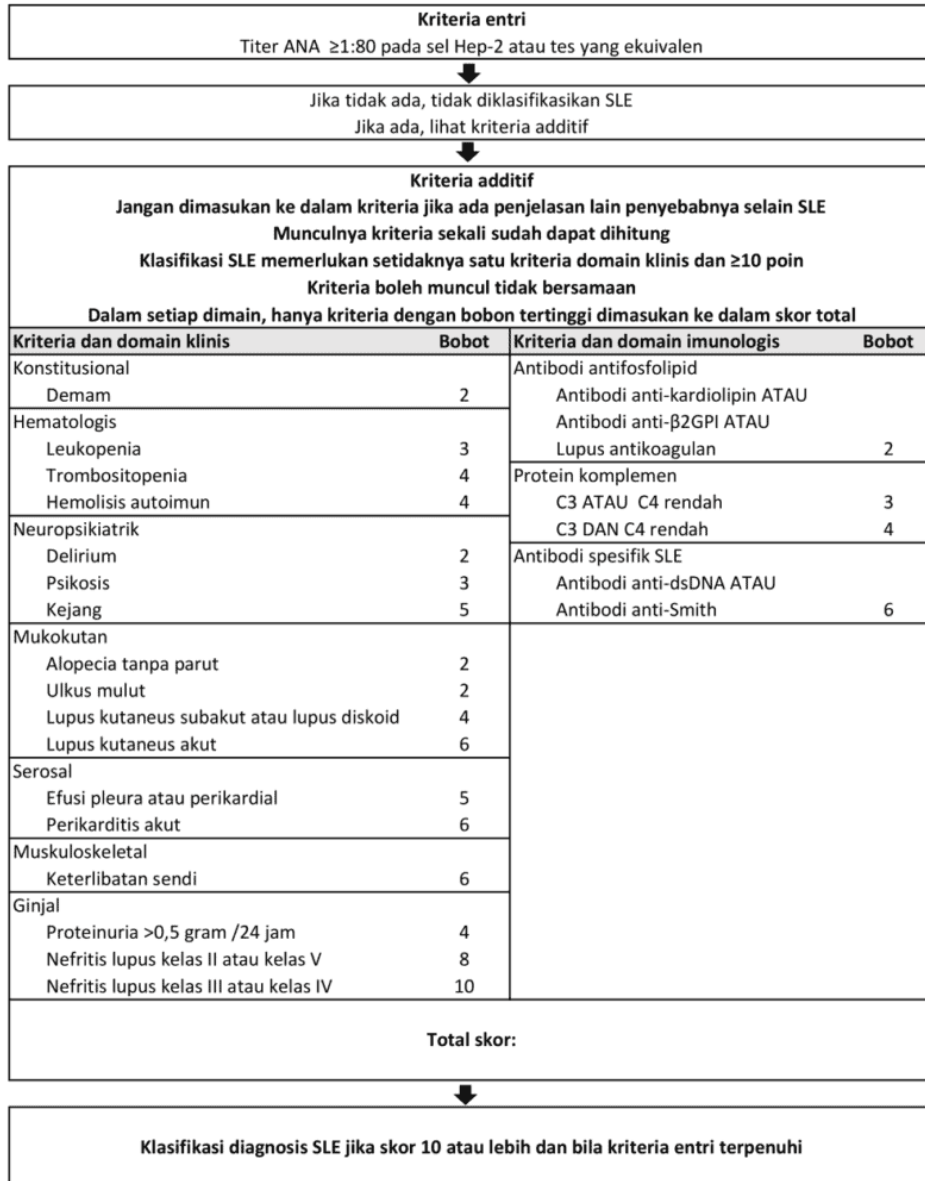 Kriteria entri
Titer ANA ≥1:80 pada sel Hep-2 atau tes yang ekuivalen
Jika tidak ada, tidak diklasifikasikan SLE
Jika ada, lihat kriteria additif
Kriteria additif
Jangan dimasukan ke dalam kriteria jika ada penjelasan lain penyebabnya selain SLE
Munculnya kriteria sekali sudah dapat dihitung
Klasifikasi SLE memerlukan setidaknya satu kriteria domain klinis dan ≥10 poin
Kriteria boleh muncul tidak bersamaan
Dalam setiap dimain, hanya kriteria dengan bobon tertinggi dimasukan ke dalam skor total
Kriteria dan domain klinis Bobot
Konstitusional
Demam 2
Hematologis
Leukopenia 3
Trombositopenia 4
Hemolisis autoimun 4
Neuropsikiatrik
Delirium 2
Psikosis 3
Kejang 5
Mukokutan
Alopecia tanpa parut 2
Ulkus mulut 2
Lupus kutaneus subakut atau lupus diskoid 4
Lupus kutaneus akut 6
Serosal
Efusi pleura atau perikardial 5
Perikarditis akut 6
Muskuloskeletal
Keterlibatan sendi 6
Ginjal
Proteinuria >0,5 gram /24 jam 4
Nefritis lupus kelas II atau kelas V 8
Nefritis lupus kelas III atau kelas IV 10
Kriteria dan domain imunologis Bobot
Antibodi antifosfolipid
Antibodi anti-kardiolipin ATAU
Antibodi anti-β2GPI ATAU
Lupus antikoagulan 2
Protein komplemen
C3 ATAU C4 rendah 3
C3 DAN C4 rendah 4
Antibodi spesifik SLE
Antibodi anti-dsDNA ATAU
Antibodi anti-Smith 6
Total skor:
Klasifikasi diagnosis SLE jika skor 10 atau lebih dan bila kriteria entri terpenuhi